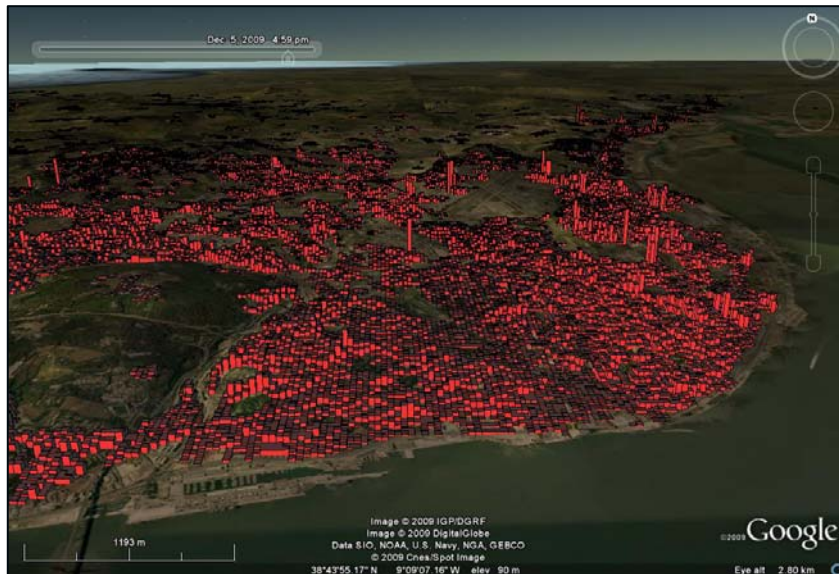 Dec 5, 2009 4:59 pm
N
Image © 2009 IGP/DGRF
Image © 2009 DigitalGlobe
Data SIO, NOAA, U.S. Navy, NGA, GEBCO
© 2009 Cnes/Spot Image
©2009 Google
1193 m
38°43'55.17" N 9°09'07.16" W elev 90 m
Eye alt 2.80 km